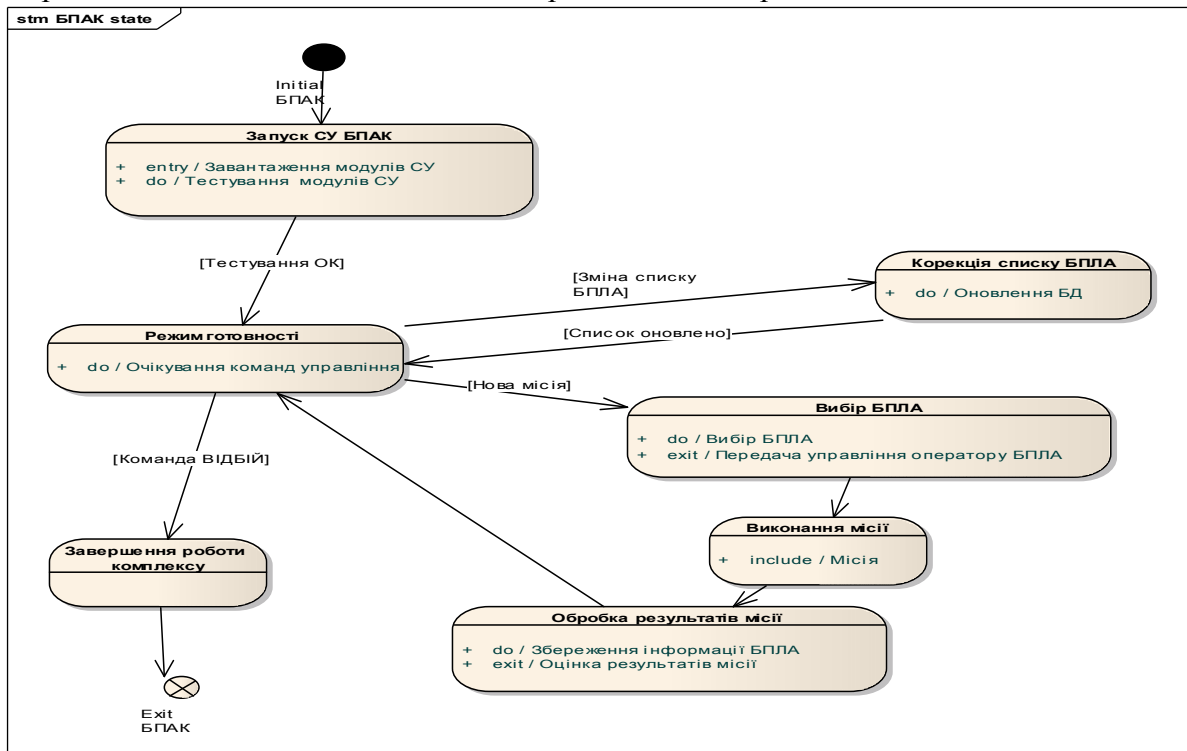 stm БПАК state
Initial
БПАК
Запуск СУ БПАК
+ entry / Завантаження модулів СУ
+ do / Тестування модулів СУ
[Тестування ОК]
[Зміна списку
БПЛА]
Корекція списку БПЛА
+ do / Оновлення БД
[Список оновлено]
Режим готовності
+ do / Очікування команд управління
[Нова місія]
Вибір БПЛА
+ do / Вибір БПЛА
+ exit / Передача управління оператору БПЛА
[Команда ВІДБІЙ]
Виконання місії
+ include / Місія
Завершення роботи
комплексу
Обробка результатів місії
+ do / Збереження інформації БПЛА
+ exit / Оцінка результатів місії
Exit
БПАК